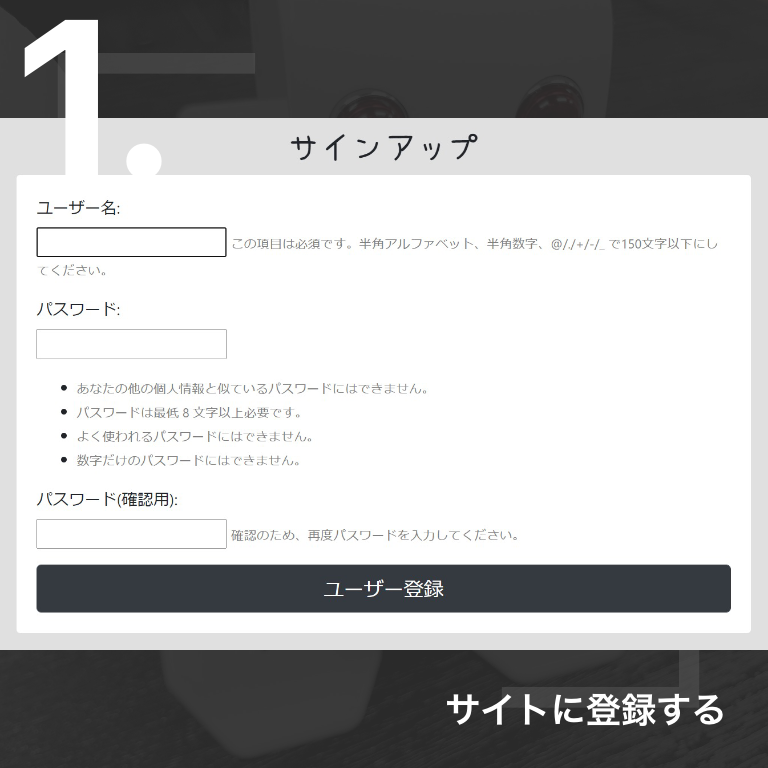 1.
サインアップ
ユーザー名:
この項目は必須です。半角アルファベット、半角数字、@/./+/-/_ で150文字以下にし
てください。
パスワード:
あなたの他の個人情報と似ているパスワードにはできません。
パスワードは最低 8 文字以上必要です。
よく使われるパスワードにはできません。
数字だけのパスワードにはできません。
パスワード(確認用):
確認のため、再度パスワードを入力してください。
ユーザー登録
サイトに登録する